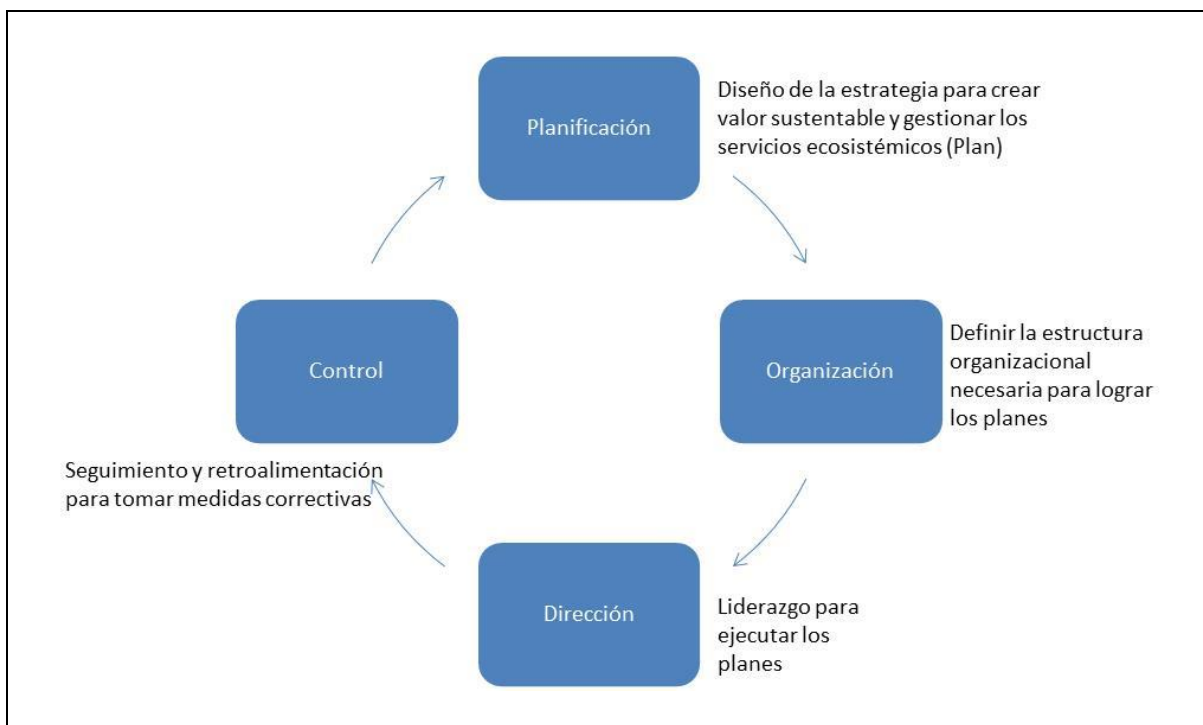 Planificación
Diseño de la estrategia para crear
valor sustentable y gestionar los
servicios ecosistémicos (Plan)
Control
Organización
Definir la estructura
organizacional
necesaria para lograr
los planes
Seguimiento y retroalimentación
para tomar medidas correctivas
Dirección
Liderazgo para
ejecutar los
planes